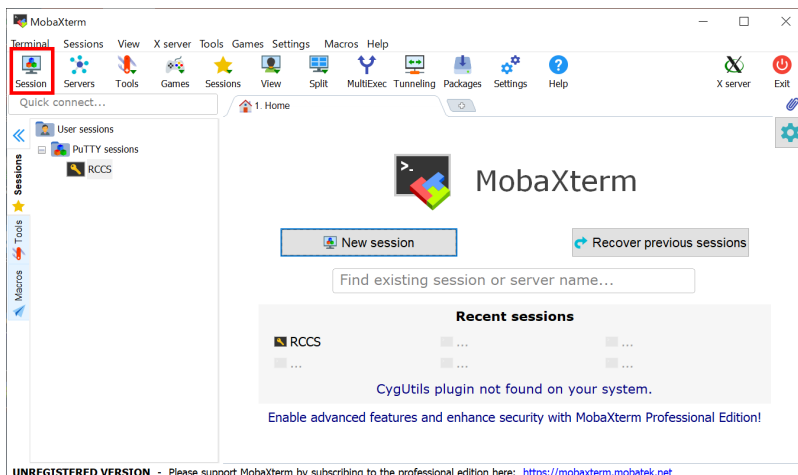 MobaXterm
Terminal Sessions View X server Tools Games Settings Macros Help
Session Servers Tools Games Sessions View Split MultiExec Tunneling Packages Settings Help X server Exit
Quick connect...
1. Home
User sessions
PuTTY sessions
RCCS
Sessions
Tools
Macros
>_
MobaXterm
New session
Recover previous sessions
Find existing session or server name...
Recent sessions
RCCS ... ...
... ... ...
CygUtils plugin not found on your system.
Enable advanced features and enhance security with MobaXterm Professional Edition!
UNREGISTERED VERSION - Please support MobaXterm by subscribing to the professional edition here: https://mobaxterm.mobatek.net